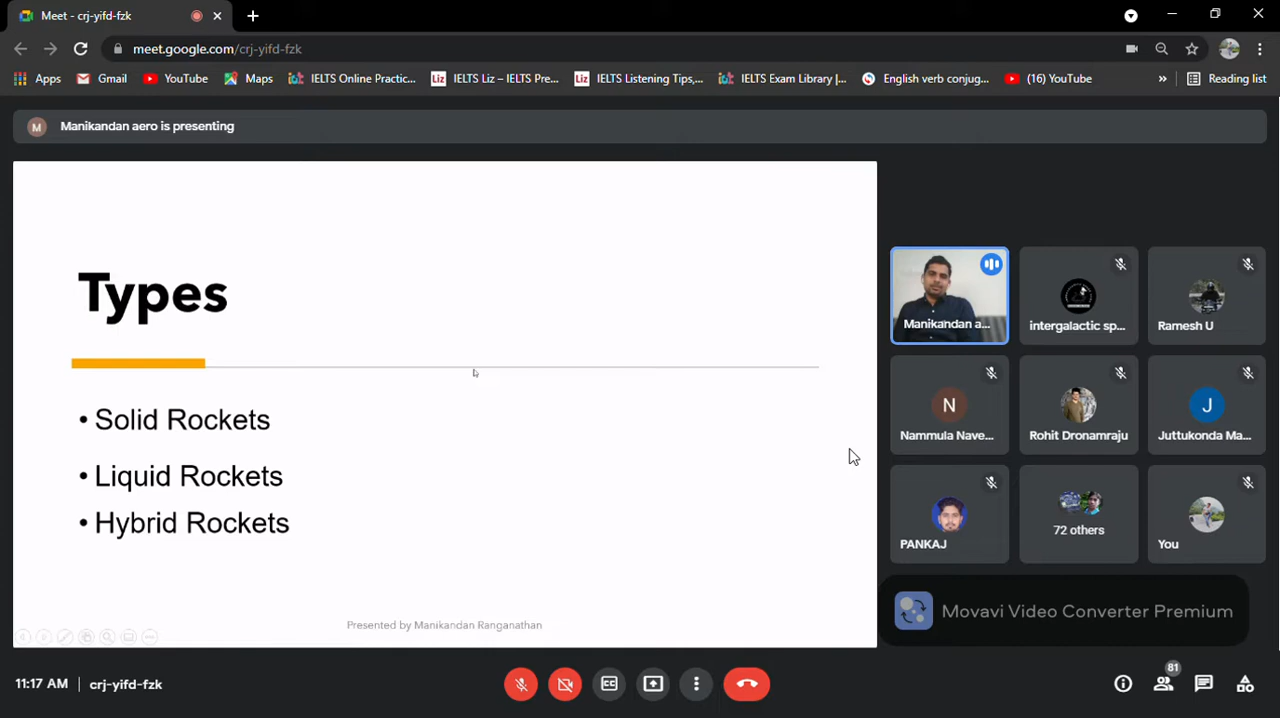 Meet - crj-yifd-fzk
meet.google.com/crj-yifd-fzk
Apps
Gmail
YouTube
Maps
IELTS Online Practic...
Liz
IELTS Liz – IELTS Pre...
Liz
IELTS Listening Tips,...
IELTS Exam Library |...
English verb conjug...
(16) YouTube
»
Reading list
M
Manikandan aero is presenting
Types
• Solid Rockets
• Liquid Rockets
• Hybrid Rockets
Presented by Manikandan Ranganathan
Manikandan a...
intergalactic sp...
Ramesh U
N
Nammula Nave...
Rohit Dronamraju
J
Juttukonda Ma...
PANKAJ
72 others
You
Movavi Video Converter Premium
11:17 AM | crj-yifd-fzk
CC
81